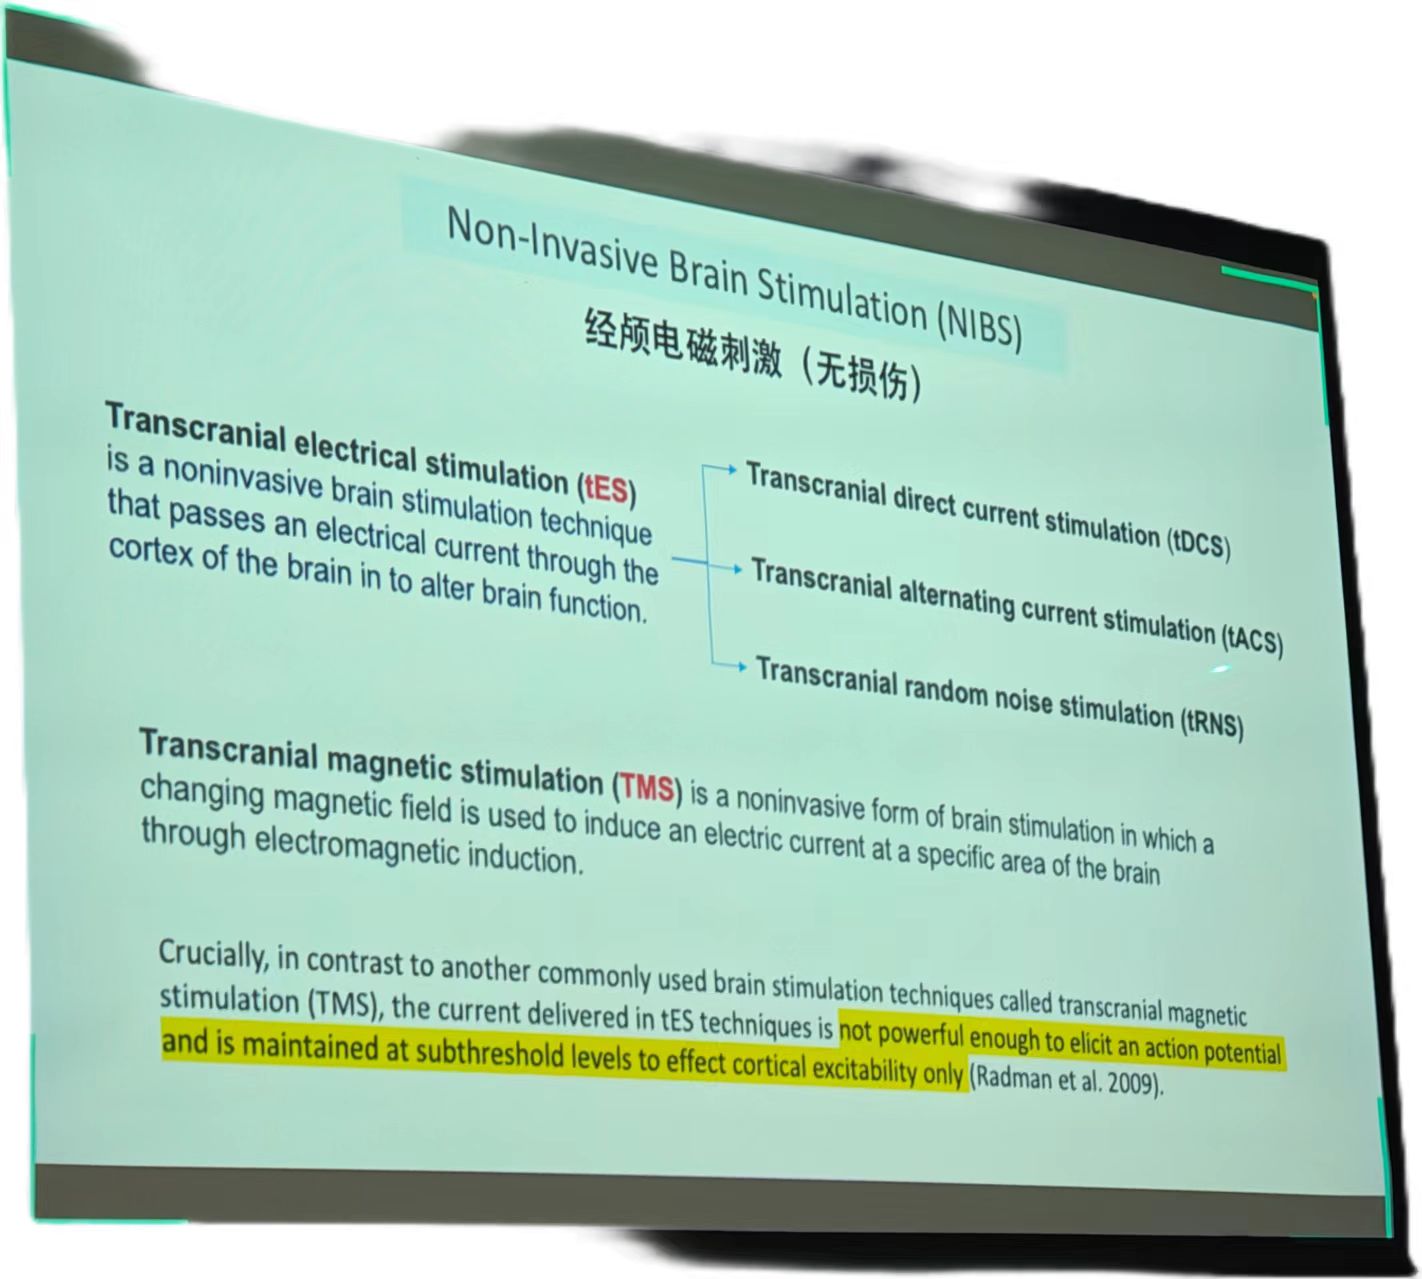 Non-Invasive Brain Stimulation (NIBS)
经颅电磁刺激（无损伤）
Transcranial electrical stimulation (tES)
is a noninvasive brain stimulation technique
that passes an electrical current through the
cortex of the brain in to alter brain function.
Transcranial direct current stimulation (tDCS)
Transcranial alternating current stimulation (tACS)
Transcranial random noise stimulation (tRNS)
Transcranial magnetic stimulation (TMS) is a noninvasive form of brain stimulation in which a
changing magnetic field is used to induce an electric current at a specific area of the brain
through electromagnetic induction.
Crucially, in contrast to another commonly used brain stimulation techniques called transcranial magnetic
stimulation (TMS), the current delivered in tES techniques is not powerful enough to elicit an action potential
and is maintained at subthreshold levels to effect cortical excitability only (Radman et al. 2009).